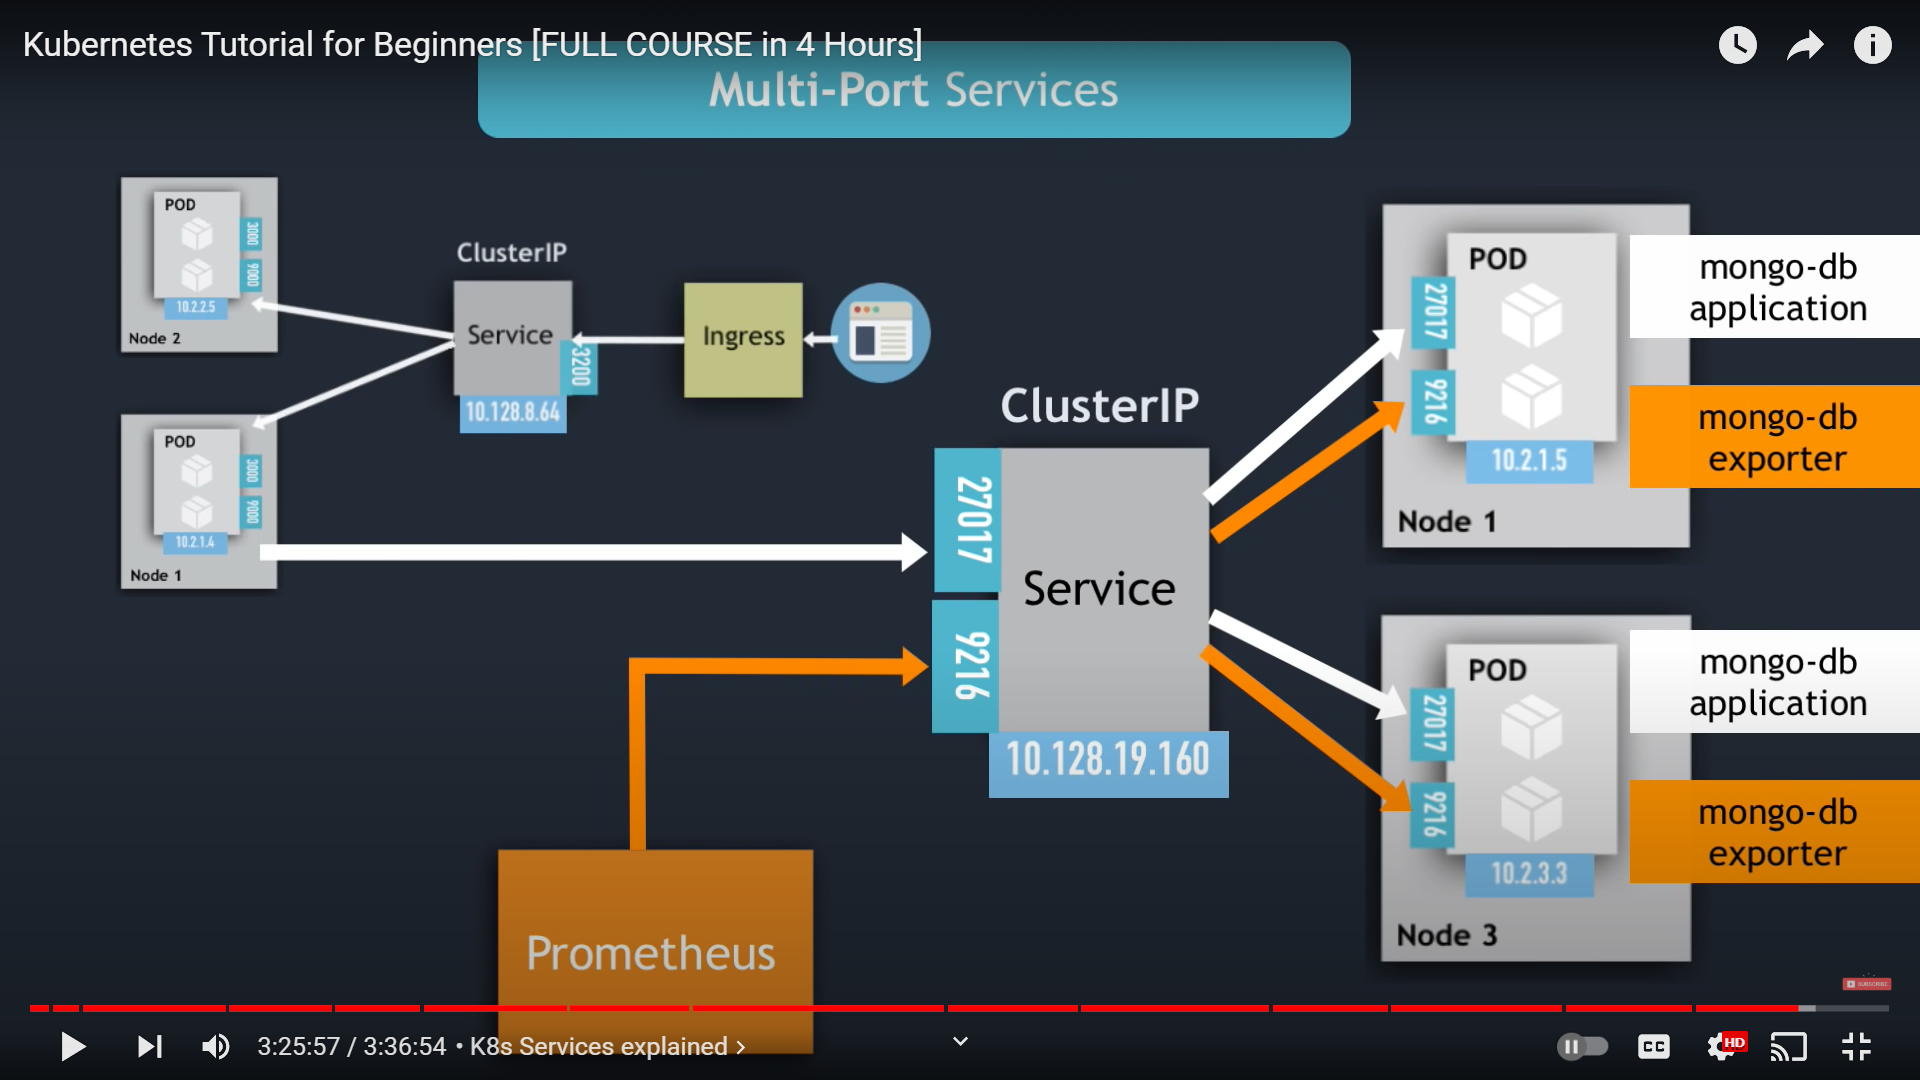 Kubernetes Tutorial for Beginners [FULL COURSE in 4 Hours]
Multi-Port Services
POD
3000
9000
10.2.2.5
Node 2
ClusterIP
Service
3200
10.128.8.64
Ingress
POD
3000
9000
10.2.1.4
Node 1
ClusterIP
27017
9216
Service
10.128.19.160
Prometheus
POD
27017
9216
10.2.1.5
Node 1
mongo-db
application
mongo-db
exporter
POD
27017
9216
10.2.3.3
Node 3
mongo-db
application
mongo-db
exporter
SUBSCRIBE
3:25:57 / 3:36:54 • K8s Services explained
CC
HD